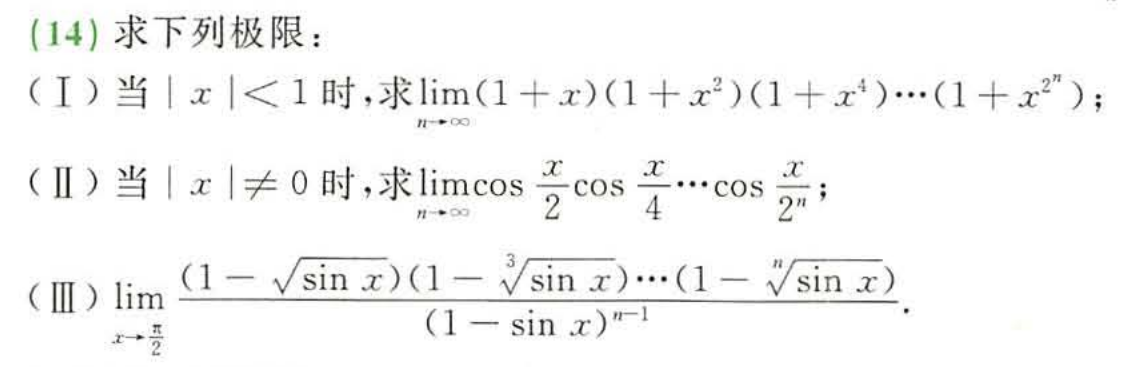 (14) 求下列极限:
(Ⅰ) 当 | x |< 1 时,求 lim_{n→∞} (1+x)(1+x²)(1+x⁴)⋯(1+x^{2^n});
(Ⅱ) 当 | x |≠ 0 时,求 lim_{n→∞} cos x/2 cos x/4 ⋯cos x/2^n;
(Ⅲ) lim_{x→π/2} (1−√(sin x))(1−∛(sin x))⋯(1−ⁿ√(sin x)) / (1−sin x)^{n−1}.